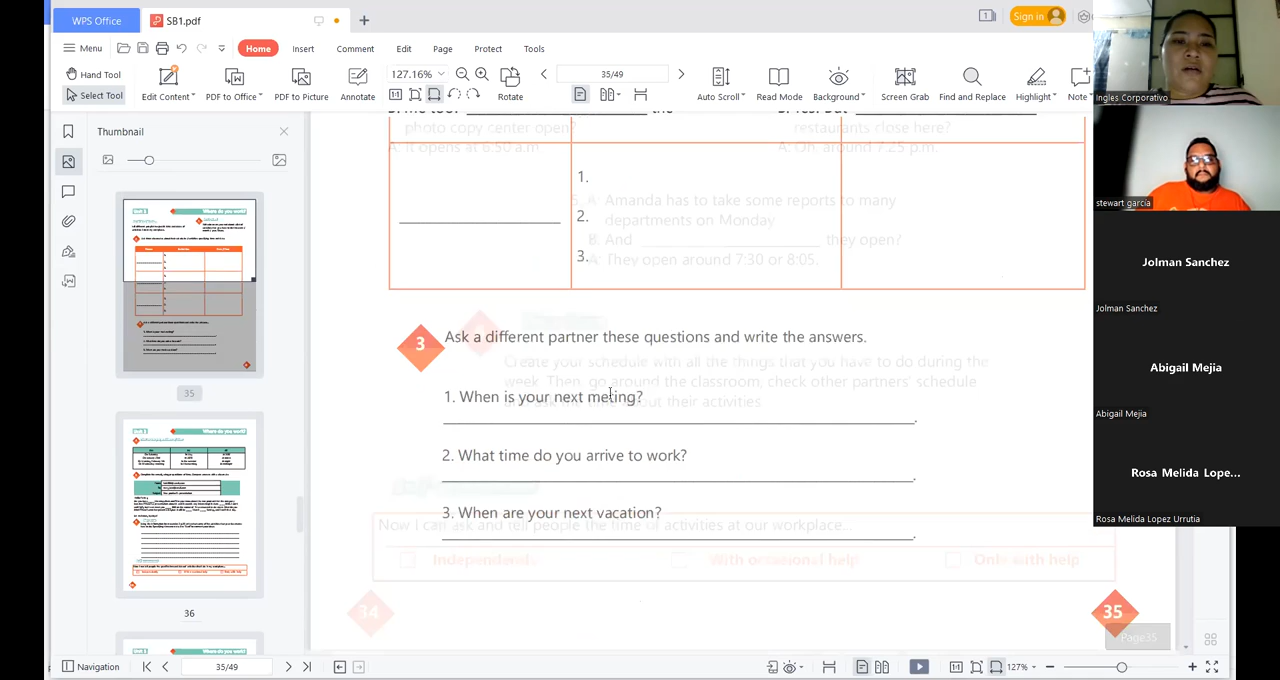 WPS Office
SB1.pdf
Sign in
Menu
Home
Insert
Comment
Edit
Page
Protect
Tools
Hand Tool
Select Tool
Edit Content
PDF to Office
PDF to Picture
Annotate
127.16%
Rotate
35/49
Auto Scroll
Read Mode
Background
Screen Grab
Find and Replace
Highlight
Note
Ingles Corporativo
Thumbnail
35
36
photo copy center open?
A: It opens at 6:50 a.m
restaurants close here?
A: Oh, around 7:25 p.m.
1.
2.
3.
Amanda has to take some reports to many
departments on Monday
B: And they open?
A: They open around 7:30 or 8:05.
3
Ask a different partner these questions and write the answers.
Create your schedule with all the things that you have to do during the
week. Then, go around the classroom, check other partners' schedule
about their activities
1. When is your next meting?
2. What time do you arrive to work?
3. When are your next vacation?
Now I can ask and tell people the time of activities at our workplace...
Independend
With occasional help
Only with help
34
35
Page35
stewart garcia
Jolman Sanchez
Jolman Sanchez
Abigail Mejia
Abigail Mejia
Rosa Melida Lope...
Rosa Melida Lopez Urrutia
Navigation
35/49
127%